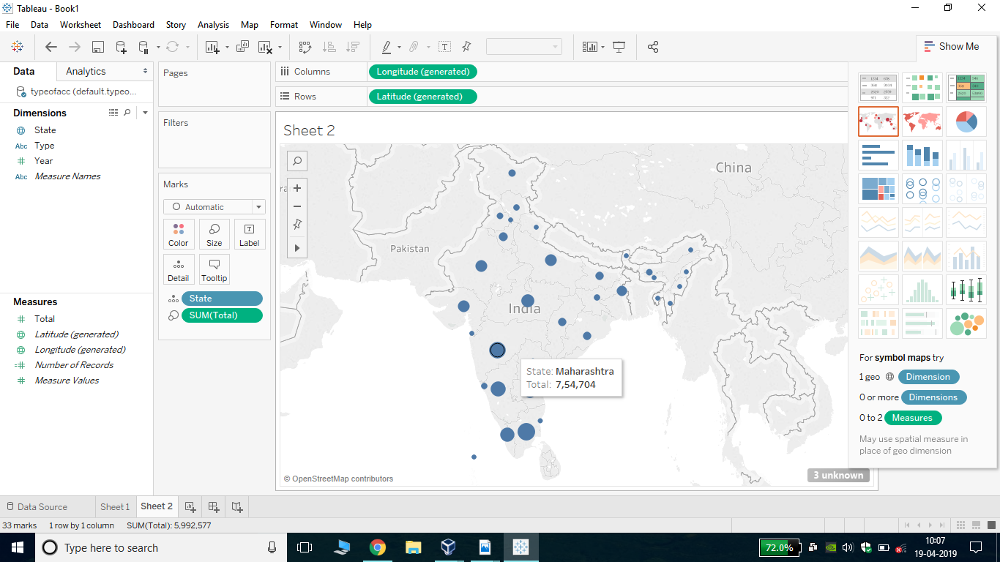 Tableau - Book1
File Data Worksheet Dashboard Story Analysis Map Format Window Help
Show Me
Data Analytics
typeofacc (default.typeo...
Dimensions
State
Abc Type
Year
Abc Measure Names
Measures
Total
Latitude (generated)
Longitude (generated)
Number of Records
Measure Values
Pages
Filters
Marks
Automatic
Color Size Label
Detail Tooltip
State
SUM(Total)
Columns Longitude (generated)
Rows Latitude (generated)
Sheet 2
China
Pakistan
India
State: Maharashtra
Total: 7,54,704
© OpenStreetMap contributors
3 unknown
For symbol maps try
1 geo Dimension
0 or more Dimensions
0 to 2 Measures
May use spatial measure in
place of geo dimension
Data Source Sheet 1 Sheet 2
33 marks 1 row by 1 column SUM(Total): 5,992,577
Type here to search
72.0%
10:07
19-04-2019